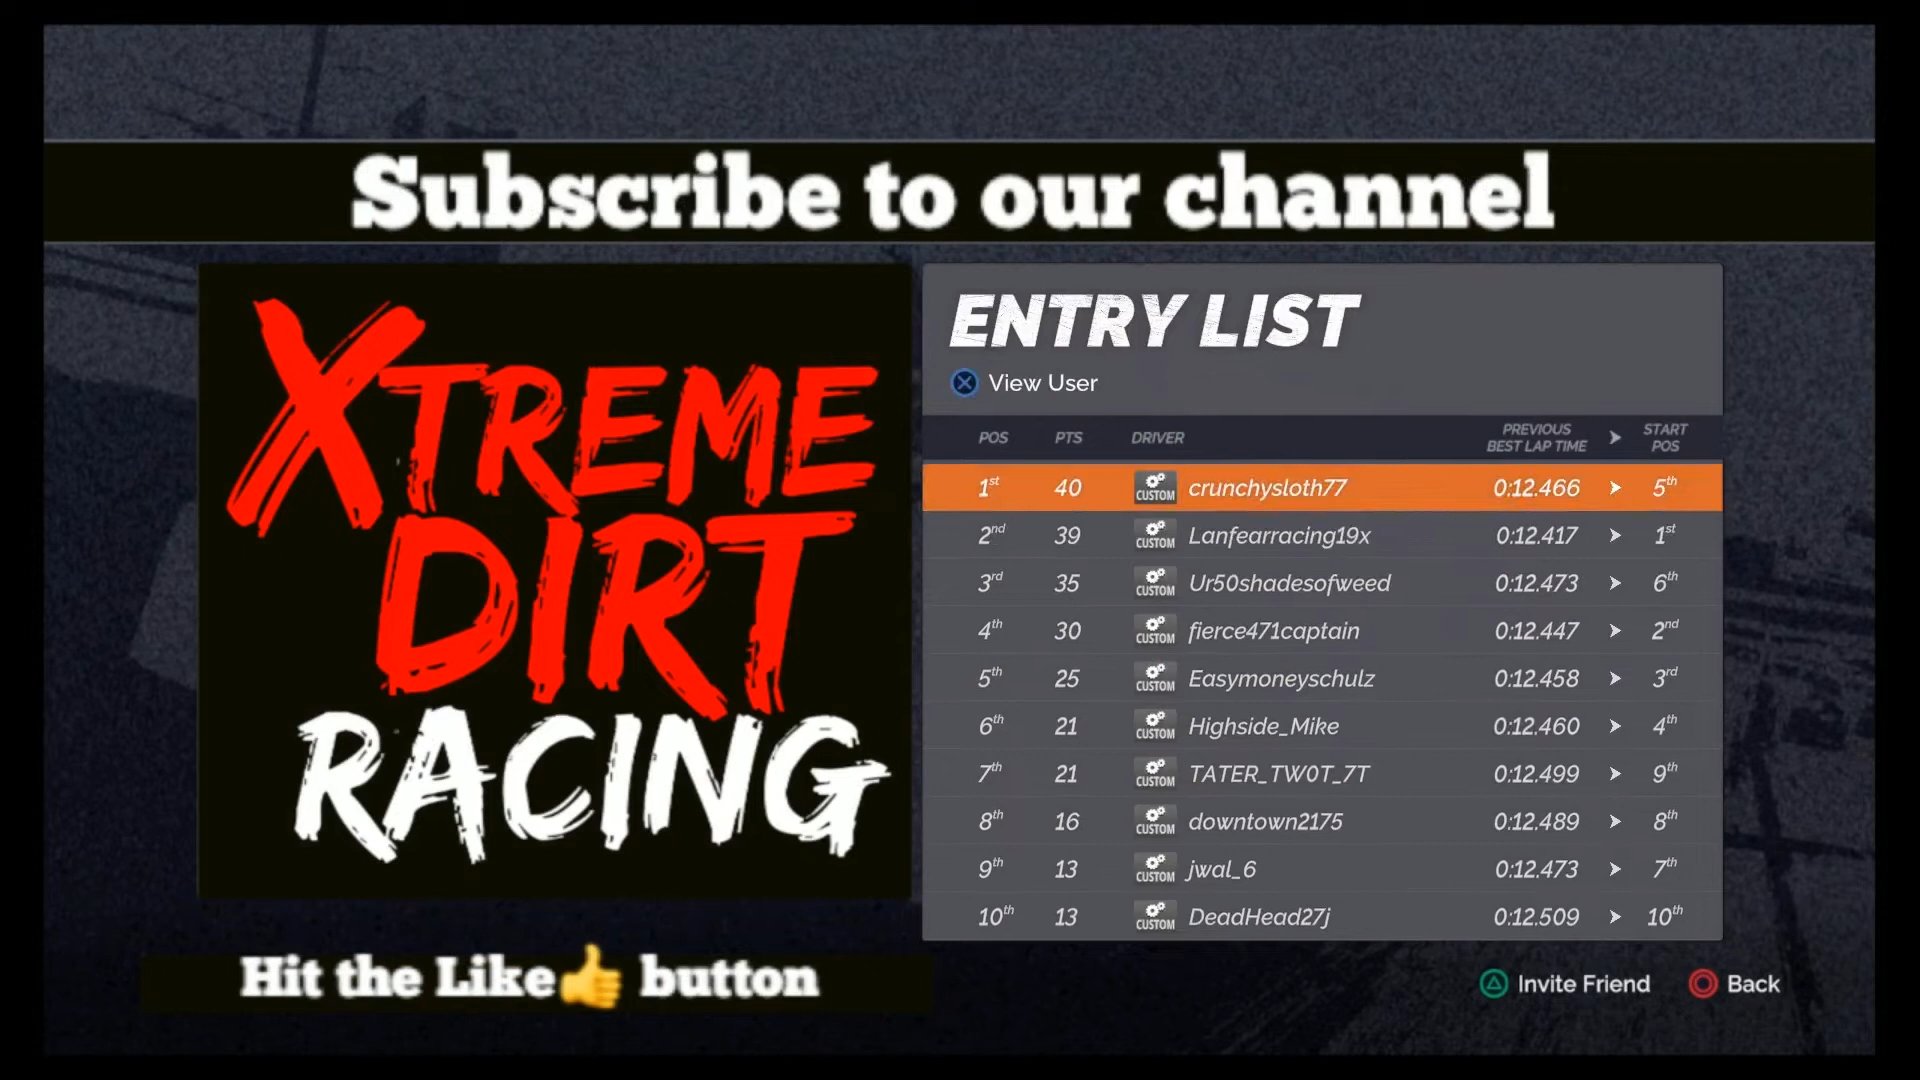 Subscribe to our channel
XTREME
DIRT
RACING
Hit the Like👍 button
ENTRY LIST
View User
POS PTS DRIVER PREVIOUS BEST LAP TIME START POS
1st 40 CUSTOM crunchysloth77 0:12.466 5th
2nd 39 CUSTOM Lanfearracing19x 0:12.417 1st
3rd 35 CUSTOM Ur50shadesofweed 0:12.473 6th
4th 30 CUSTOM fierce471captain 0:12.447 2nd
5th 25 CUSTOM Easymoneyschulz 0:12.458 3rd
6th 21 CUSTOM Highside_Mike 0:12.460 4th
7th 21 CUSTOM TATER_TW0T_7T 0:12.499 9th
8th 16 CUSTOM downtown2175 0:12.489 8th
9th 13 CUSTOM jwal_6 0:12.473 7th
10th 13 CUSTOM DeadHead27j 0:12.509 10th
Invite Friend Back